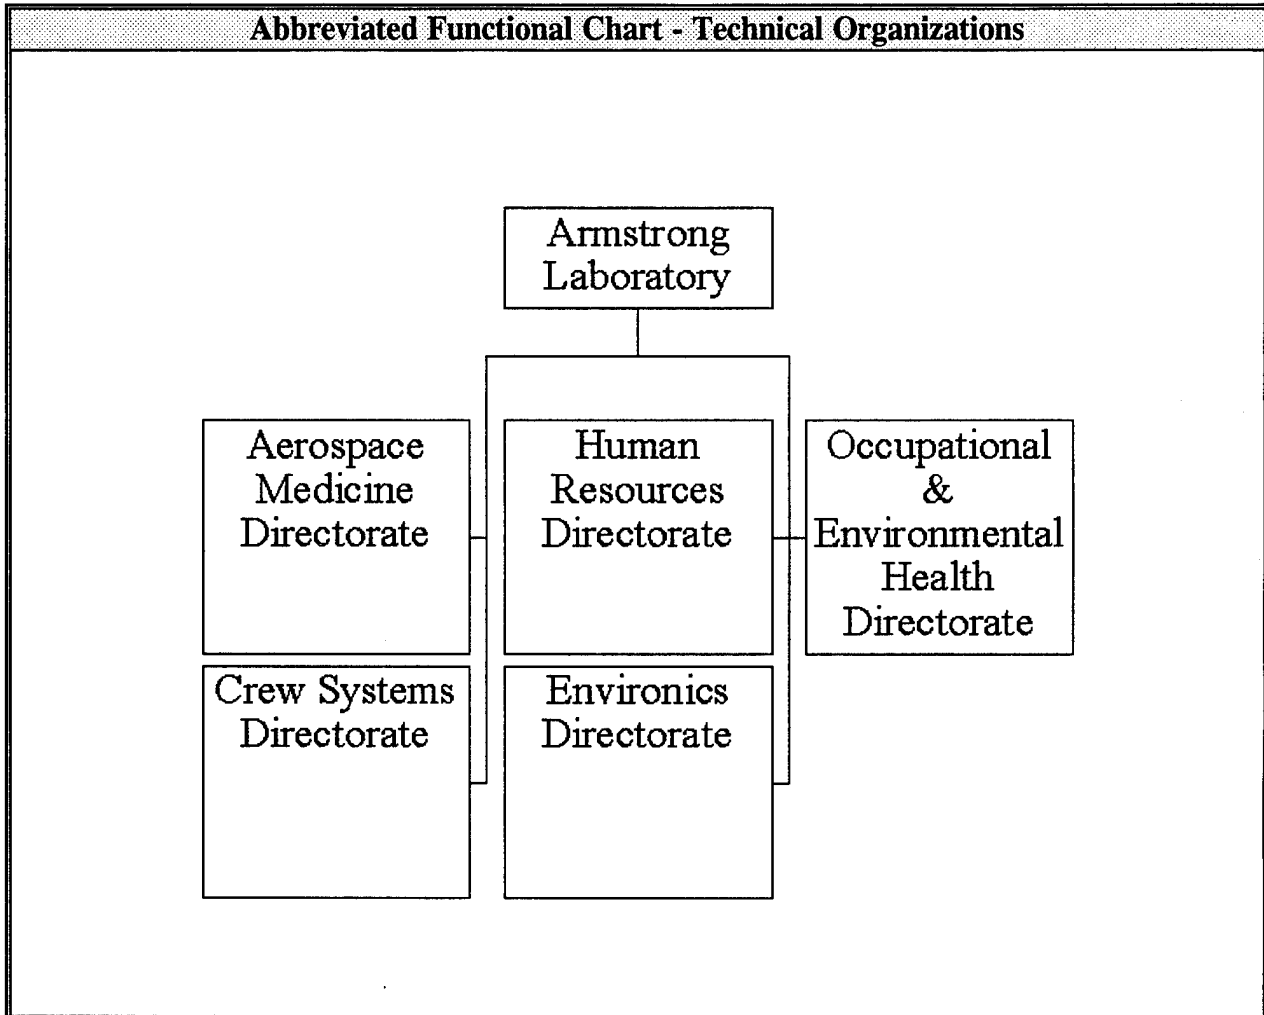 Abbreviated Functional Chart - Technical Organizations
Armstrong
Laboratory
Aerospace
Medicine
Directorate
Human
Resources
Directorate
Occupational
&
Environmental
Health
Directorate
Crew Systems
Directorate
Environics
Directorate